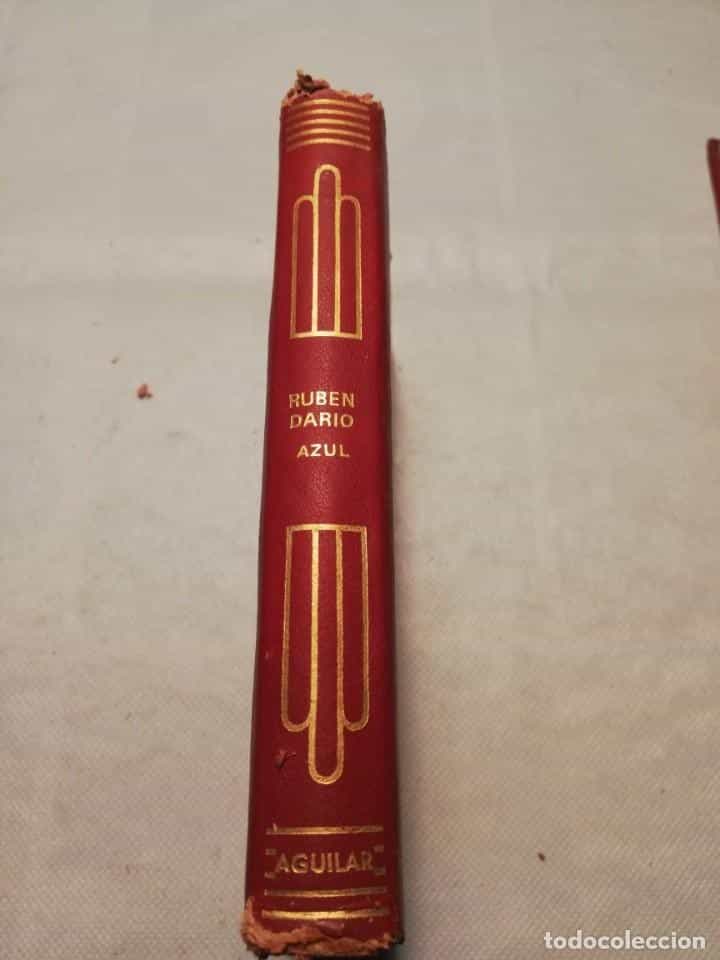 RUBEN
DARIO
AZUL
AGUILAR
todocoleccion